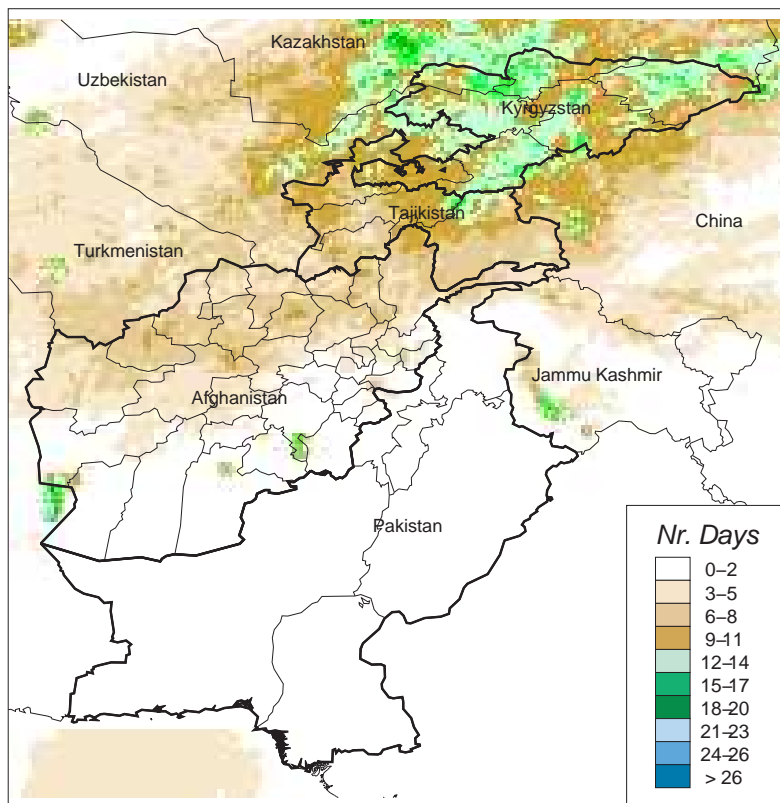 Kazakhstan
Uzbekistan
Kyrgyzstan
Tajikistan
China
Turkmenistan
Jammu Kashmir
Afghanistan
Pakistan
Nr. Days
0–2
3–5
6–8
9–11
12–14
15–17
18–20
21–23
24–26
> 26